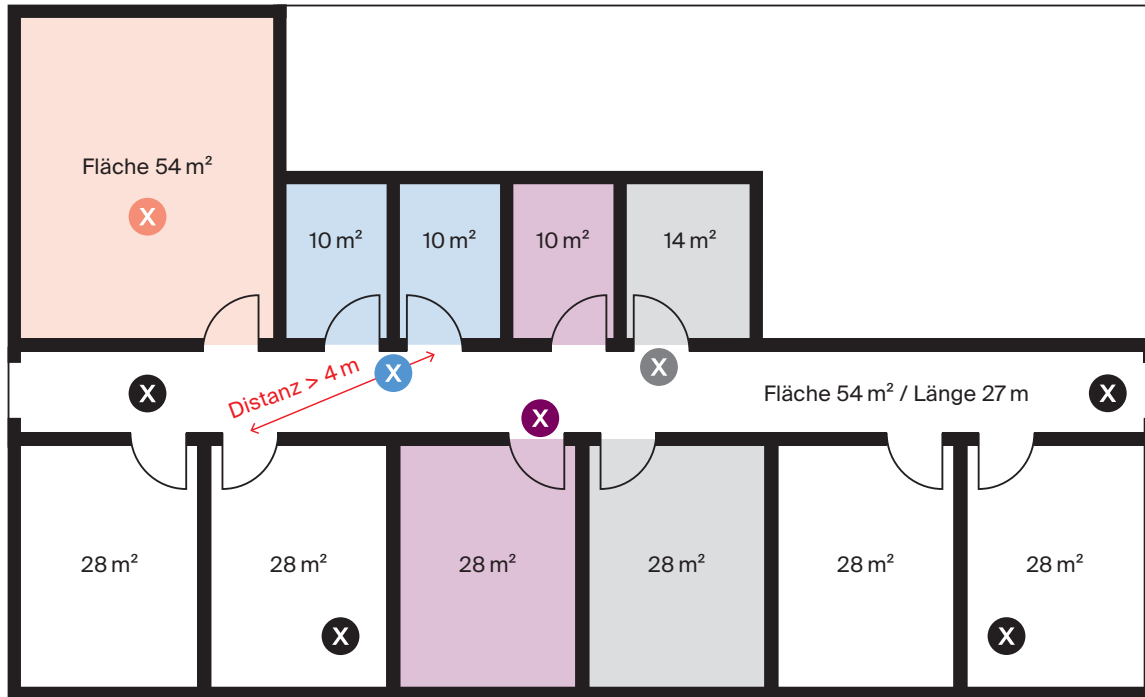 Fläche 54 m²
X
10 m²
10 m²
10 m²
14 m²
Distanz > 4 m
X
X
X
X
Fläche 54 m² / Länge 27 m
X
28 m²
28 m²
28 m²
28 m²
28 m²
28 m²
X
X